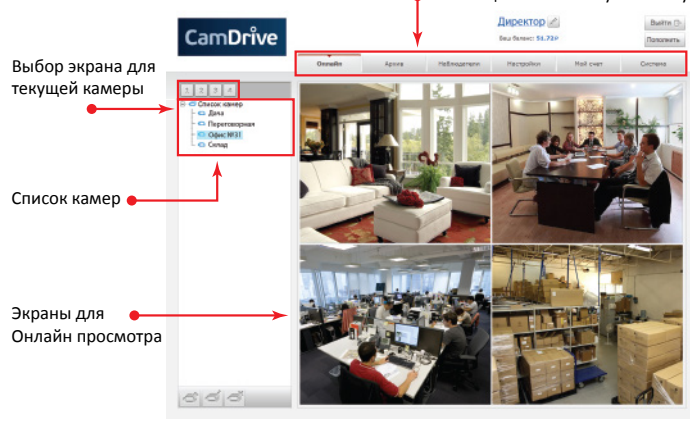 Директор
Выйти
Ваш баланс: 51.72₽
Пополнить
CamDrive
Онлайн
Архив
Наблюдатели
Настройки
Мой счет
Система
Выбор экрана для
текущей камеры
1 2 3 4
Список камер
Дача
Переговорная
Офис №31
Склад
Список камер
Экраны для
Онлайн просмотра